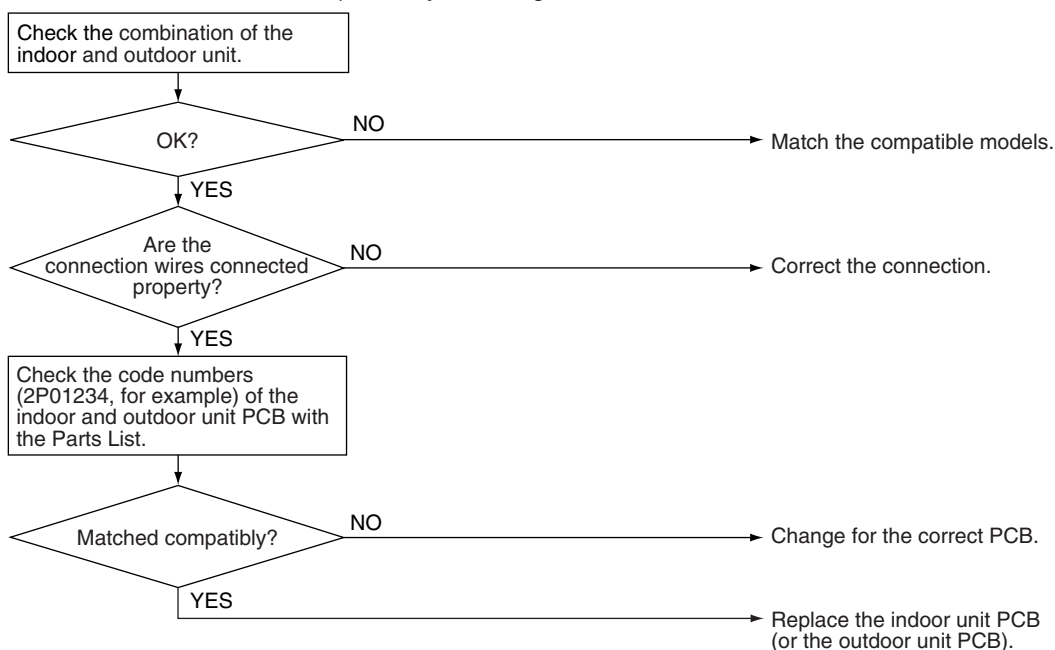 Check the combination of the
indoor and outdoor unit.
OK?
NO
Match the compatible models.
YES
Are the
connection wires connected
property?
NO
Correct the connection.
YES
Check the code numbers
(2P01234, for example) of the
indoor and outdoor unit PCB with
the Parts List.
Matched compatibly?
NO
Change for the correct PCB.
YES
Replace the indoor unit PCB
(or the outdoor unit PCB).